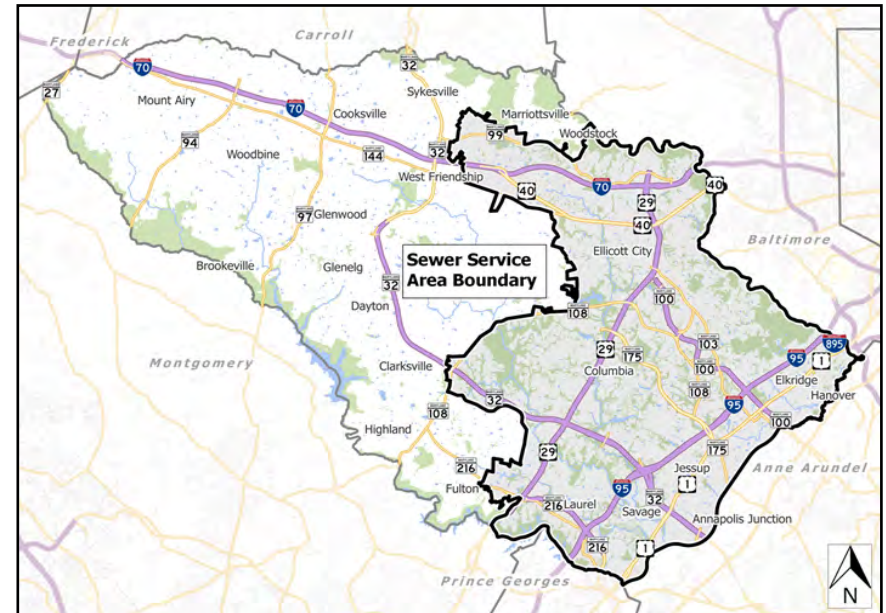 Frederick
Carroll
27
70
Mount Airy
94
Woodbine
70
Cooksville
144
32
Sykesville
Marriottsville
Woodstock
99
32
West Friendship
40
70
29
40
40
97
Glenwood
Ellicott City
Baltimore
Brookeville
Glenelg
Sewer Service
Area Boundary
32
Dayton
108
100
Montgomery
29
175
103
95
895
1
Columbia
100
Elkridge
Clarksville
32
108
95
Hanover
108
100
Highland
29
175
Anne Arundel
216
Jessup
1
Fulton
95
32
216
Laurel
Savage
Annapolis Junction
216
1
Prince Georges
N